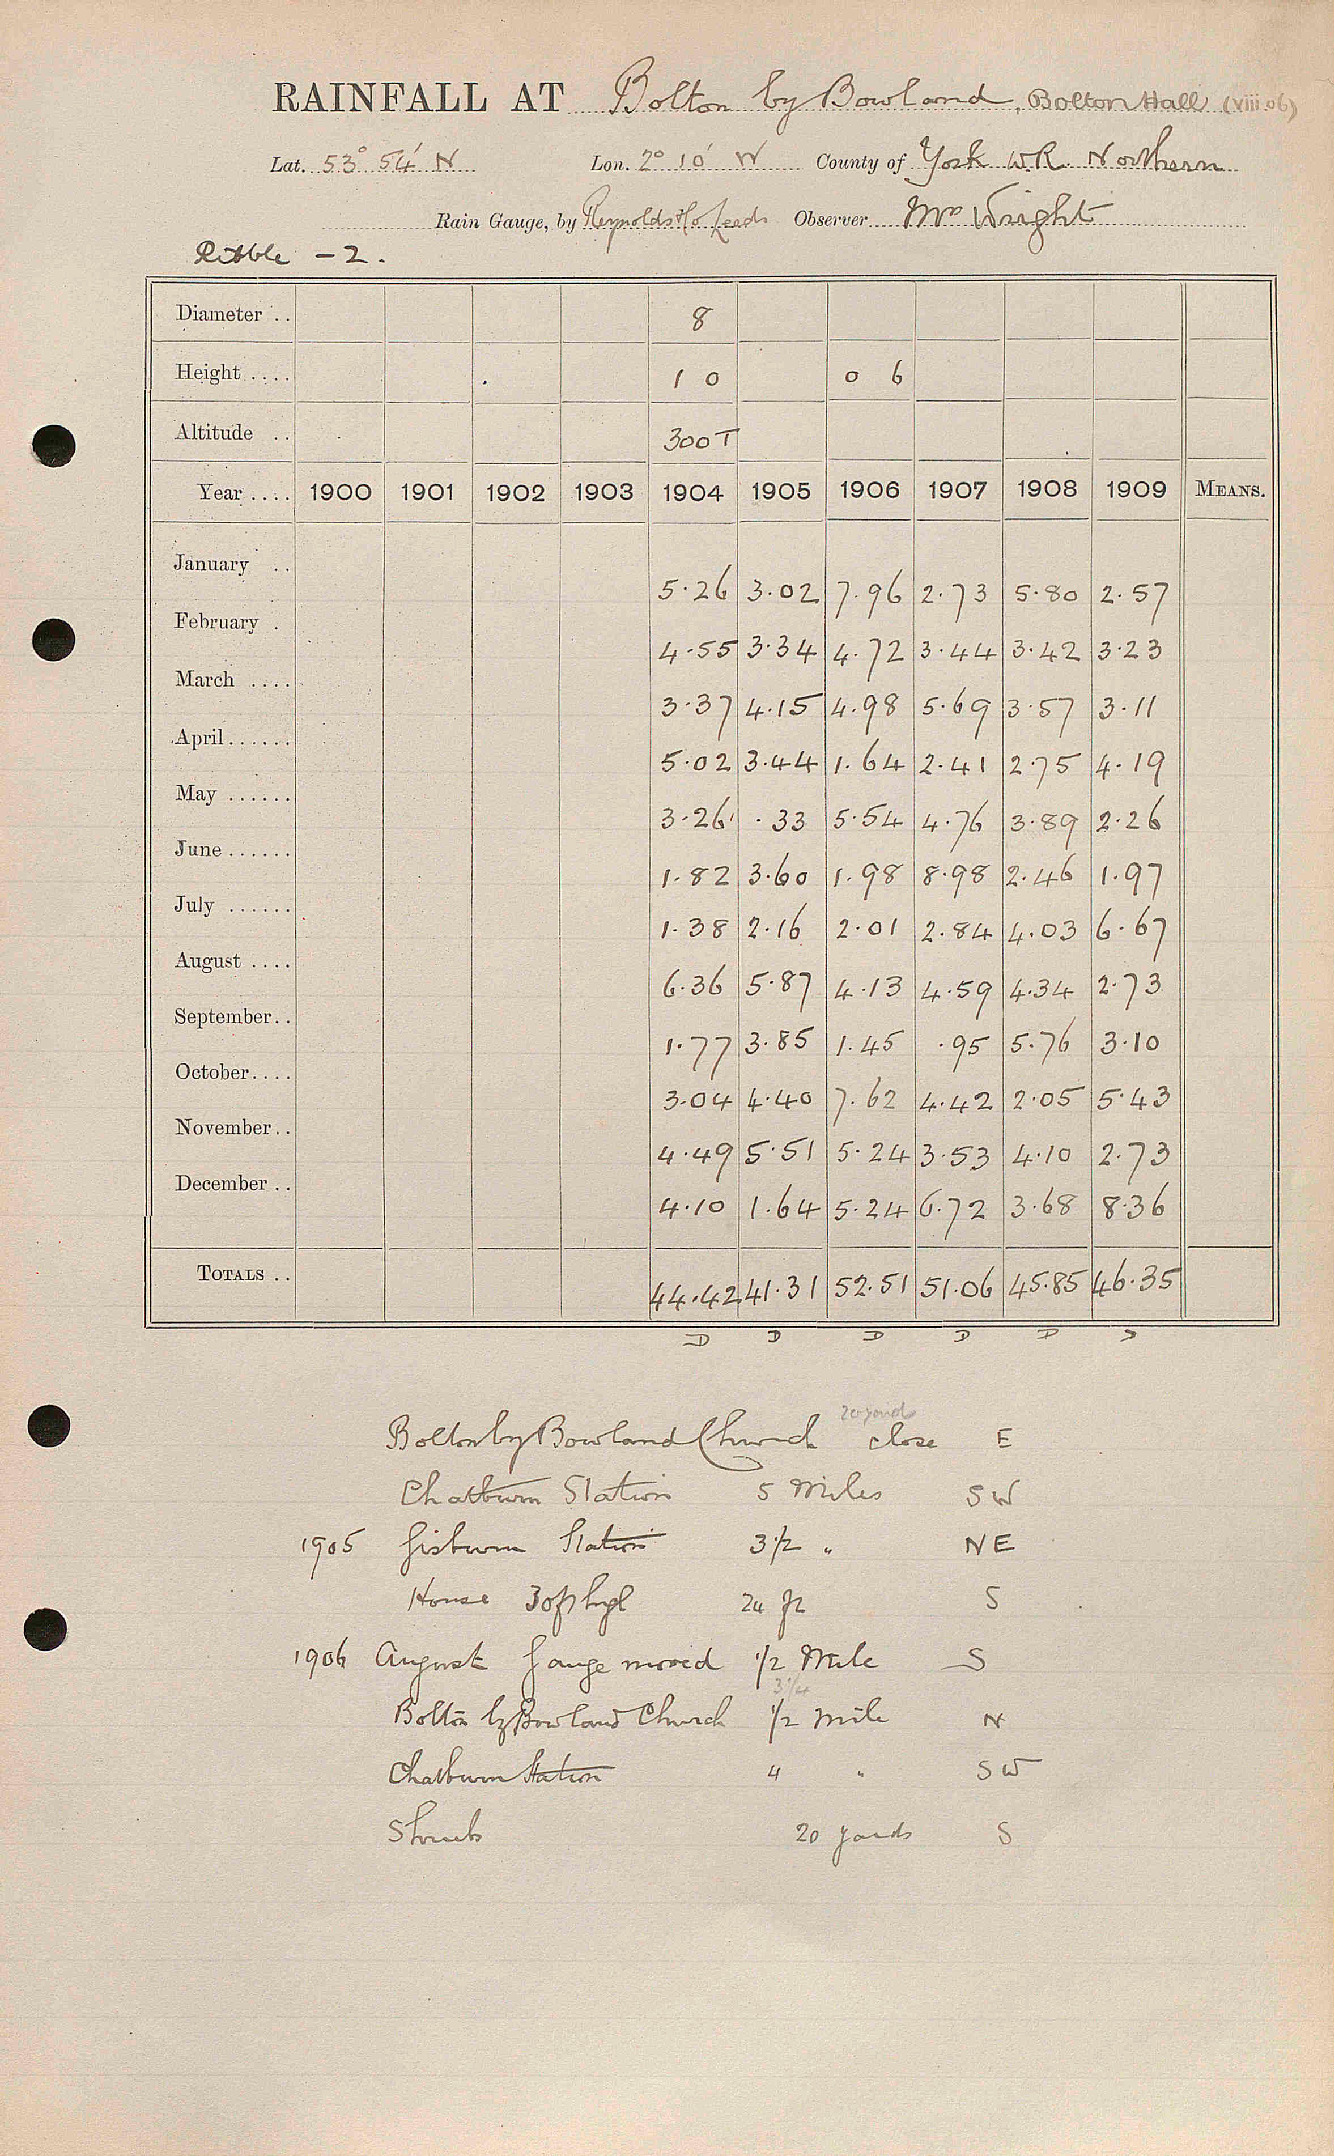 RAINFALL AT Bolton by Bowland, Bolton Hall (viii 06)
Lat. 53° 54' N Lon. 2° 10' W County of York W.R. Northern
Rain Gauge, by Reynolds & Co Leeds Observer Mr Wright
Ribble - 2.
Diameter .. 8
Height .... 1 0 0 6
Altitude .. 300 T
Year .... 1900 1901 1902 1903 1904 1905 1906 1907 1908 1909 MEANS.
January .. 5.26 3.02 7.96 2.73 5.80 2.57
February . 4.55 3.34 4.72 3.44 3.42 3.23
March .... 3.37 4.15 4.98 5.69 3.57 3.11
April...... 5.02 3.44 1.64 2.41 2.75 4.19
May ...... 3.26 .33 5.54 4.76 3.89 2.26
June...... 1.82 3.60 1.98 8.98 2.46 1.97
July ...... 1.38 2.16 2.01 2.84 4.03 6.67
August .... 6.36 5.87 4.13 4.59 4.34 2.73
September.. 1.77 3.85 1.45 .95 5.76 3.10
October.... 3.04 4.40 7.62 4.42 2.05 5.43
November.. 4.49 5.51 5.24 3.53 4.10 2.73
December .. 4.10 1.64 5.24 6.72 3.68 8.36
TOTALS .. 44.42 41.31 52.51 51.06 45.85 46.35
D D D D D D
20 yards
Bolton by Bowland Church close E
Chatburn Station 5 Miles S W
1905 Gisburn Station 3 1/2 " N E
House 30 ft high 24 ft S
1906 August Gauge moved 1/2 Mile S
3/4
Bolton by Bowland Church 1/2 Mile N
Chatburn Station 4 " S W
Shrubs 20 yards S